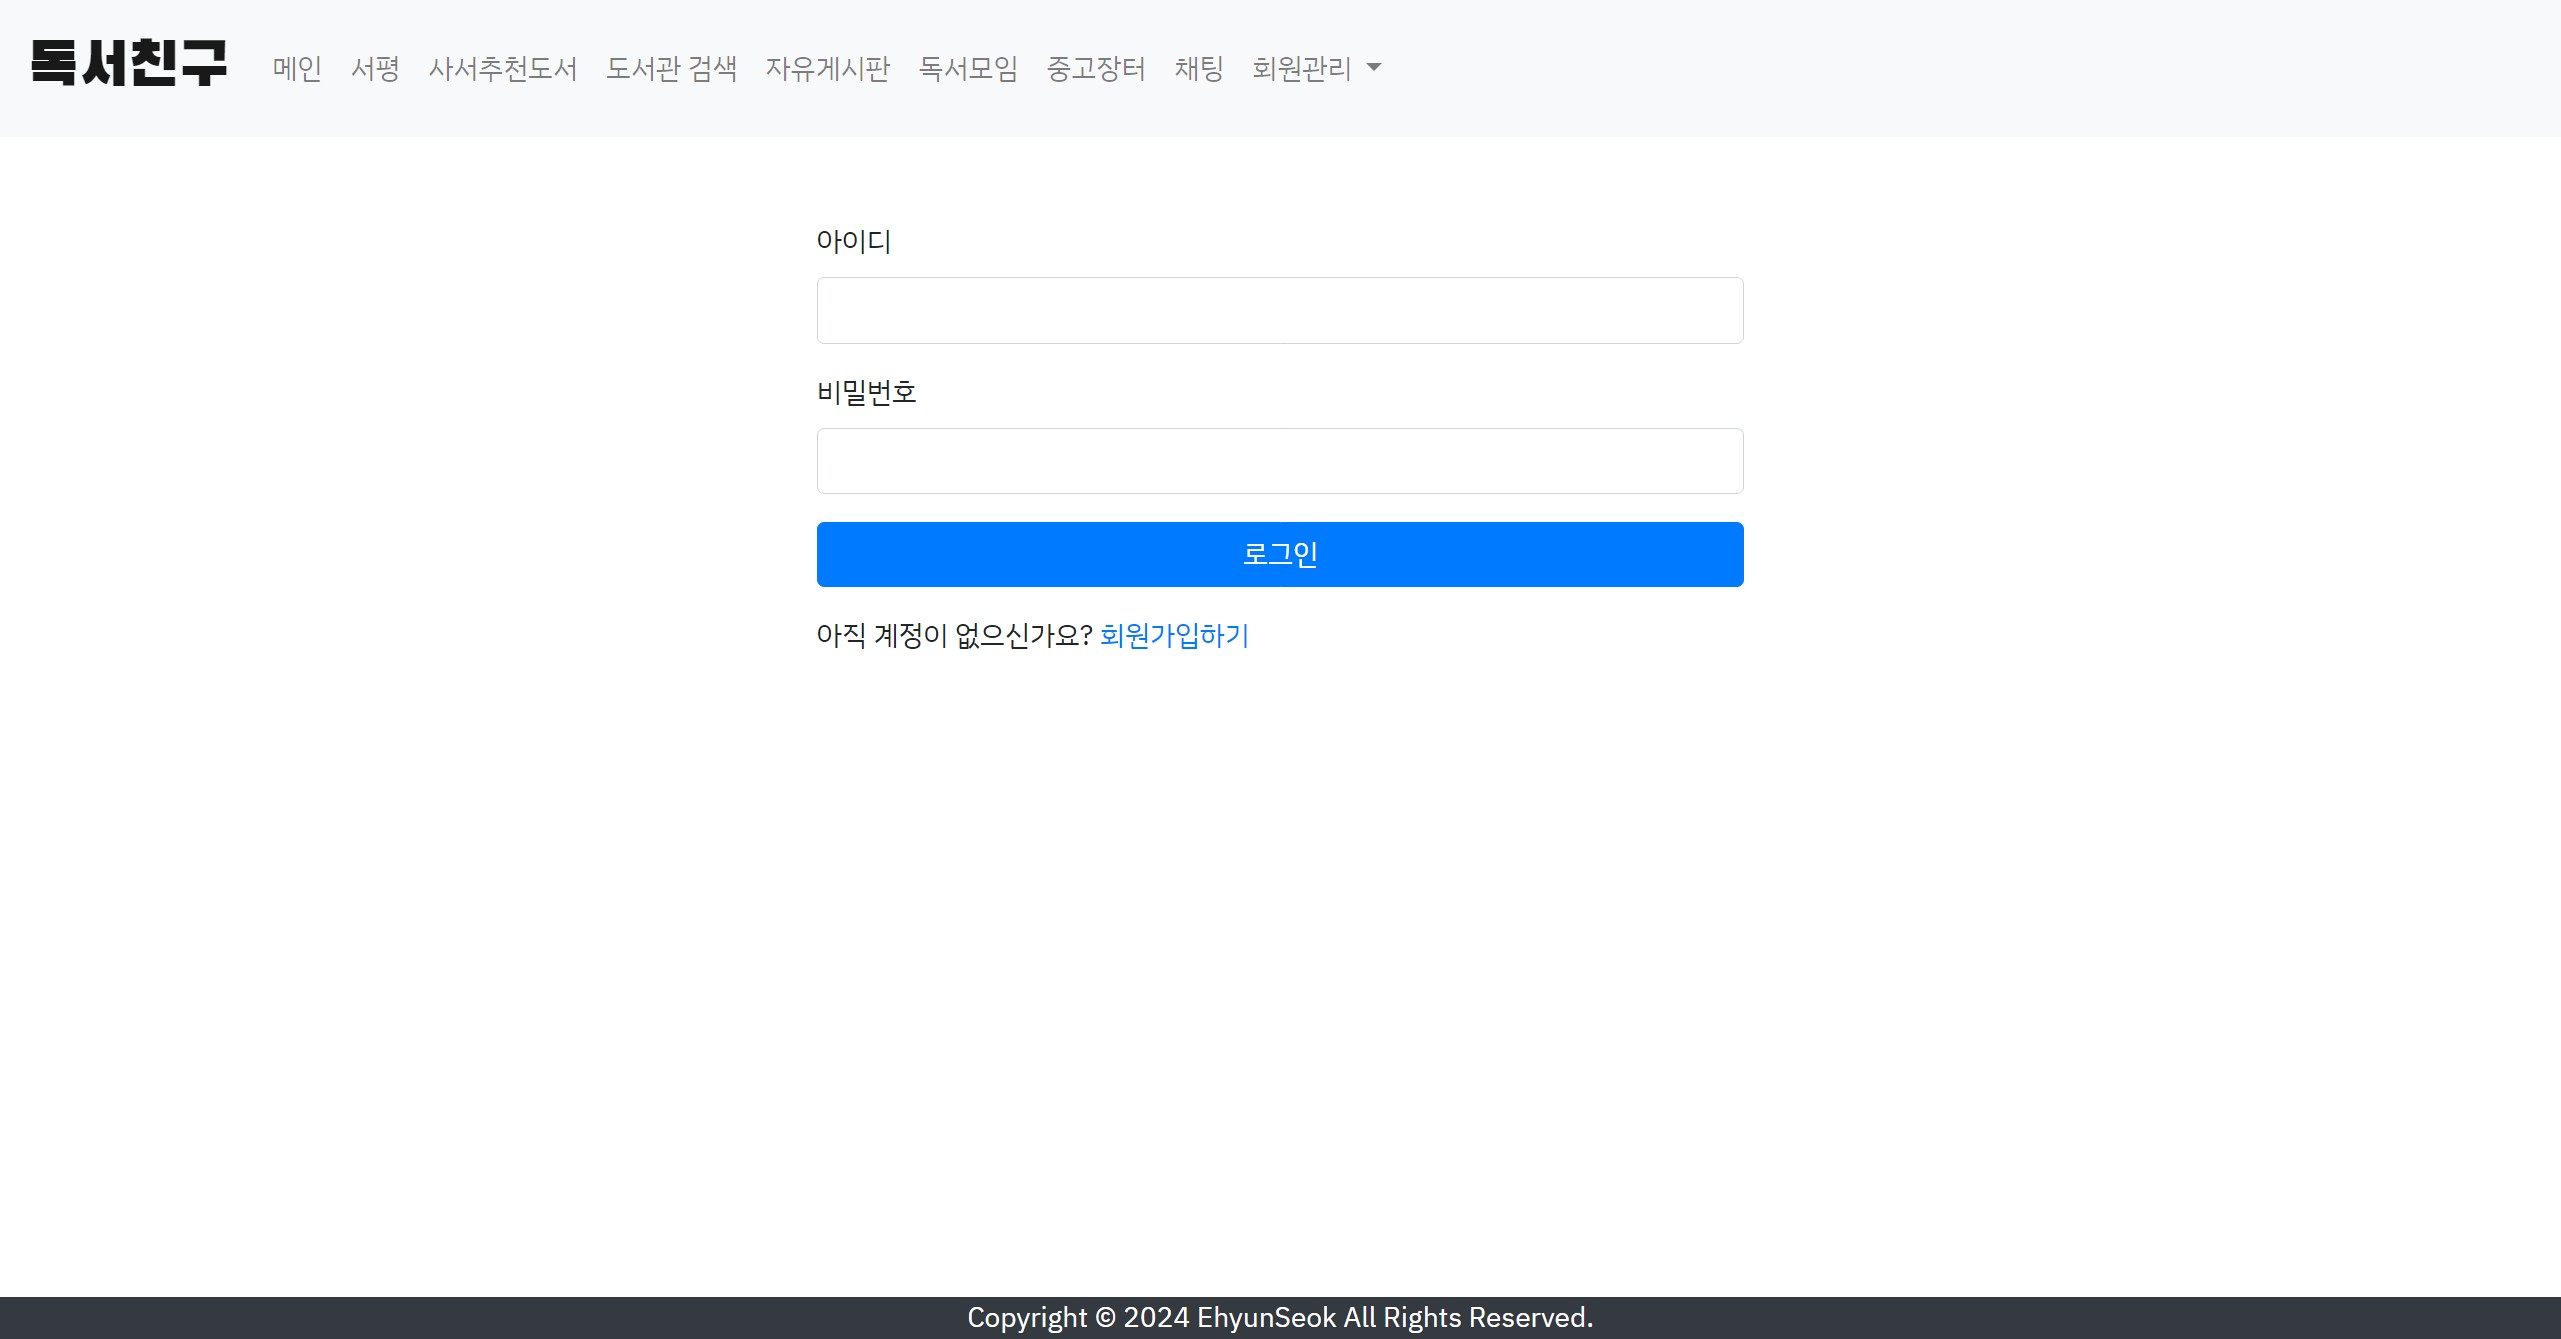 독서친구 메인 서평 사서추천도서 도서관 검색 자유게시판 독서모임 중고장터 채팅 회원관리
아이디
비밀번호
로그인
아직 계정이 없으신가요? 회원가입하기
Copyright © 2024 EhyunSeok All Rights Reserved.